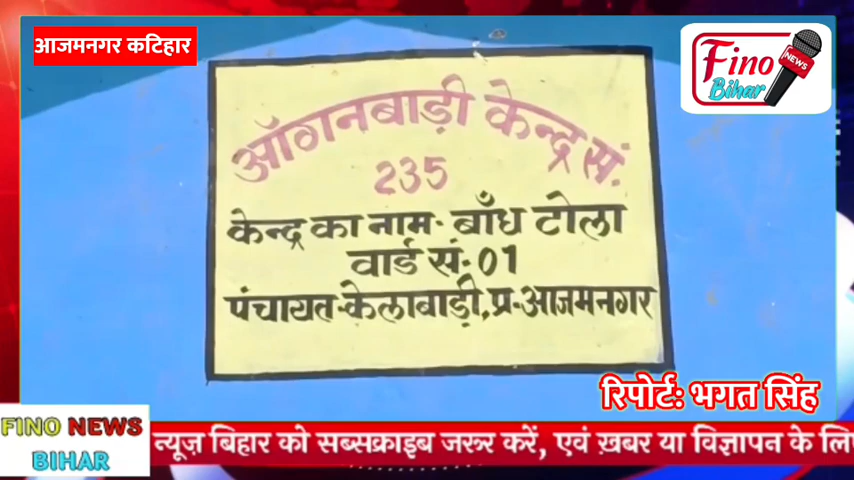 आजमनगर कटिहार
Fino
NEWS
Bihar
ऑगनबाड़ी केन्द्र सं.
235
केन्द्र का नाम- बाँध टोला
वार्ड सं:- 01
पंचायत-केलाबाड़ी, प्र-आजमनगर
रिपोर्ट: भगत सिंह
FINO NEWS
BIHAR
न्यूज़ बिहार को सब्सक्राइब जरुर करें, एवं ख़बर या विज्ञापन के